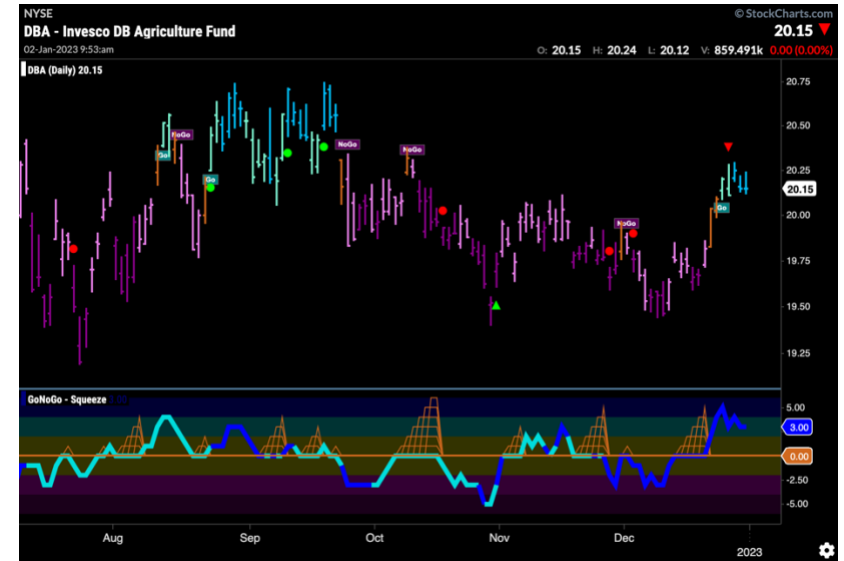 NYSE
© StockCharts.com
DBA - Invesco DB Agriculture Fund
20.15
02-Jan-2023 9:53:am
O: 20.15 H: 20.24 L: 20.12 V: 859.491k 0.00 (0.00%)
DBA (Daily) 20.15
20.75
20.50
20.25
20.15
20.00
19.75
19.50
19.25
NoGo
Go
Go
NoGo
NoGo
NoGo
Go
GoNoGo - Squeeze
5.00
3.00
0.00
-2.50
-5.00
Aug Sep Oct Nov Dec
2023